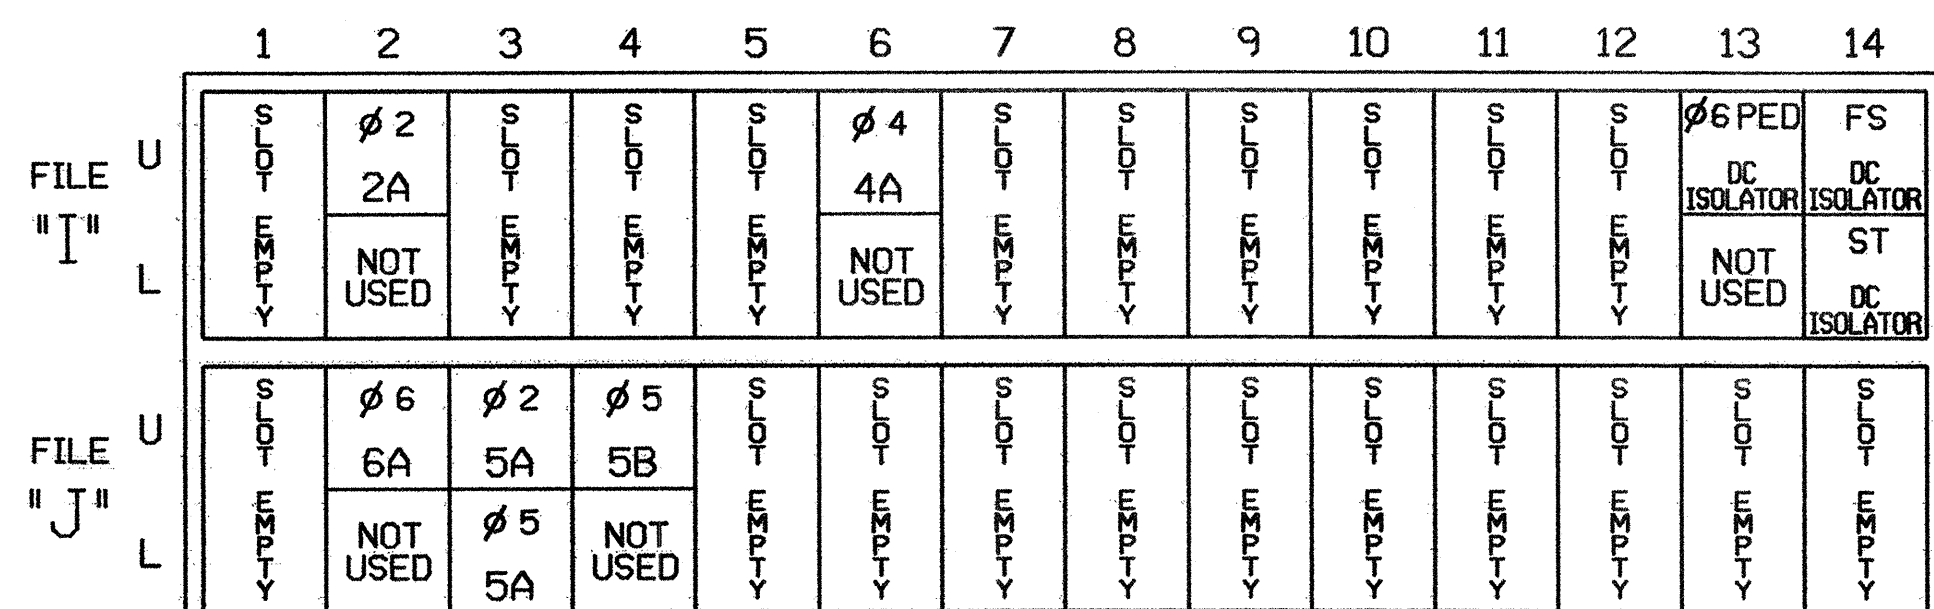 1 2 3 4 5 6 7 8 9 10 11 12 13 14
FILE "I"
U
L
SLOT EMPTY
Ø 2
2A
NOT USED
SLOT EMPTY
SLOT EMPTY
SLOT EMPTY
Ø 4
4A
NOT USED
SLOT EMPTY
SLOT EMPTY
SLOT EMPTY
SLOT EMPTY
SLOT EMPTY
SLOT EMPTY
Ø6 PED
DC
ISOLATOR
NOT USED
FS
DC
ISOLATOR
ST
DC
ISOLATOR
FILE "J"
U
L
SLOT EMPTY
Ø 6
6A
NOT USED
Ø 2
5A
Ø 5
5A
Ø 5
5B
NOT USED
SLOT EMPTY
SLOT EMPTY
SLOT EMPTY
SLOT EMPTY
SLOT EMPTY
SLOT EMPTY
SLOT EMPTY
SLOT EMPTY
SLOT EMPTY
SLOT EMPTY